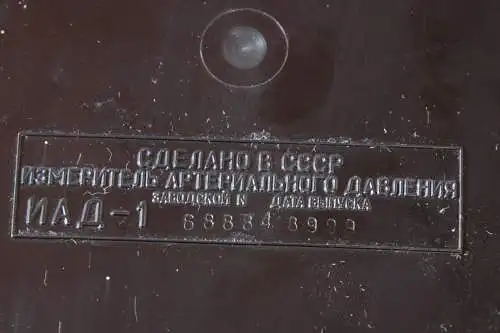 СДЕЛАНО В СССР
ИЗМЕРИТЕЛЬ АРТЕРИАЛЬНОГО ДАВЛЕНИЯ
ЗАВОДСКОЙ N ДАТА ВЫПУСКА
ИАД-1